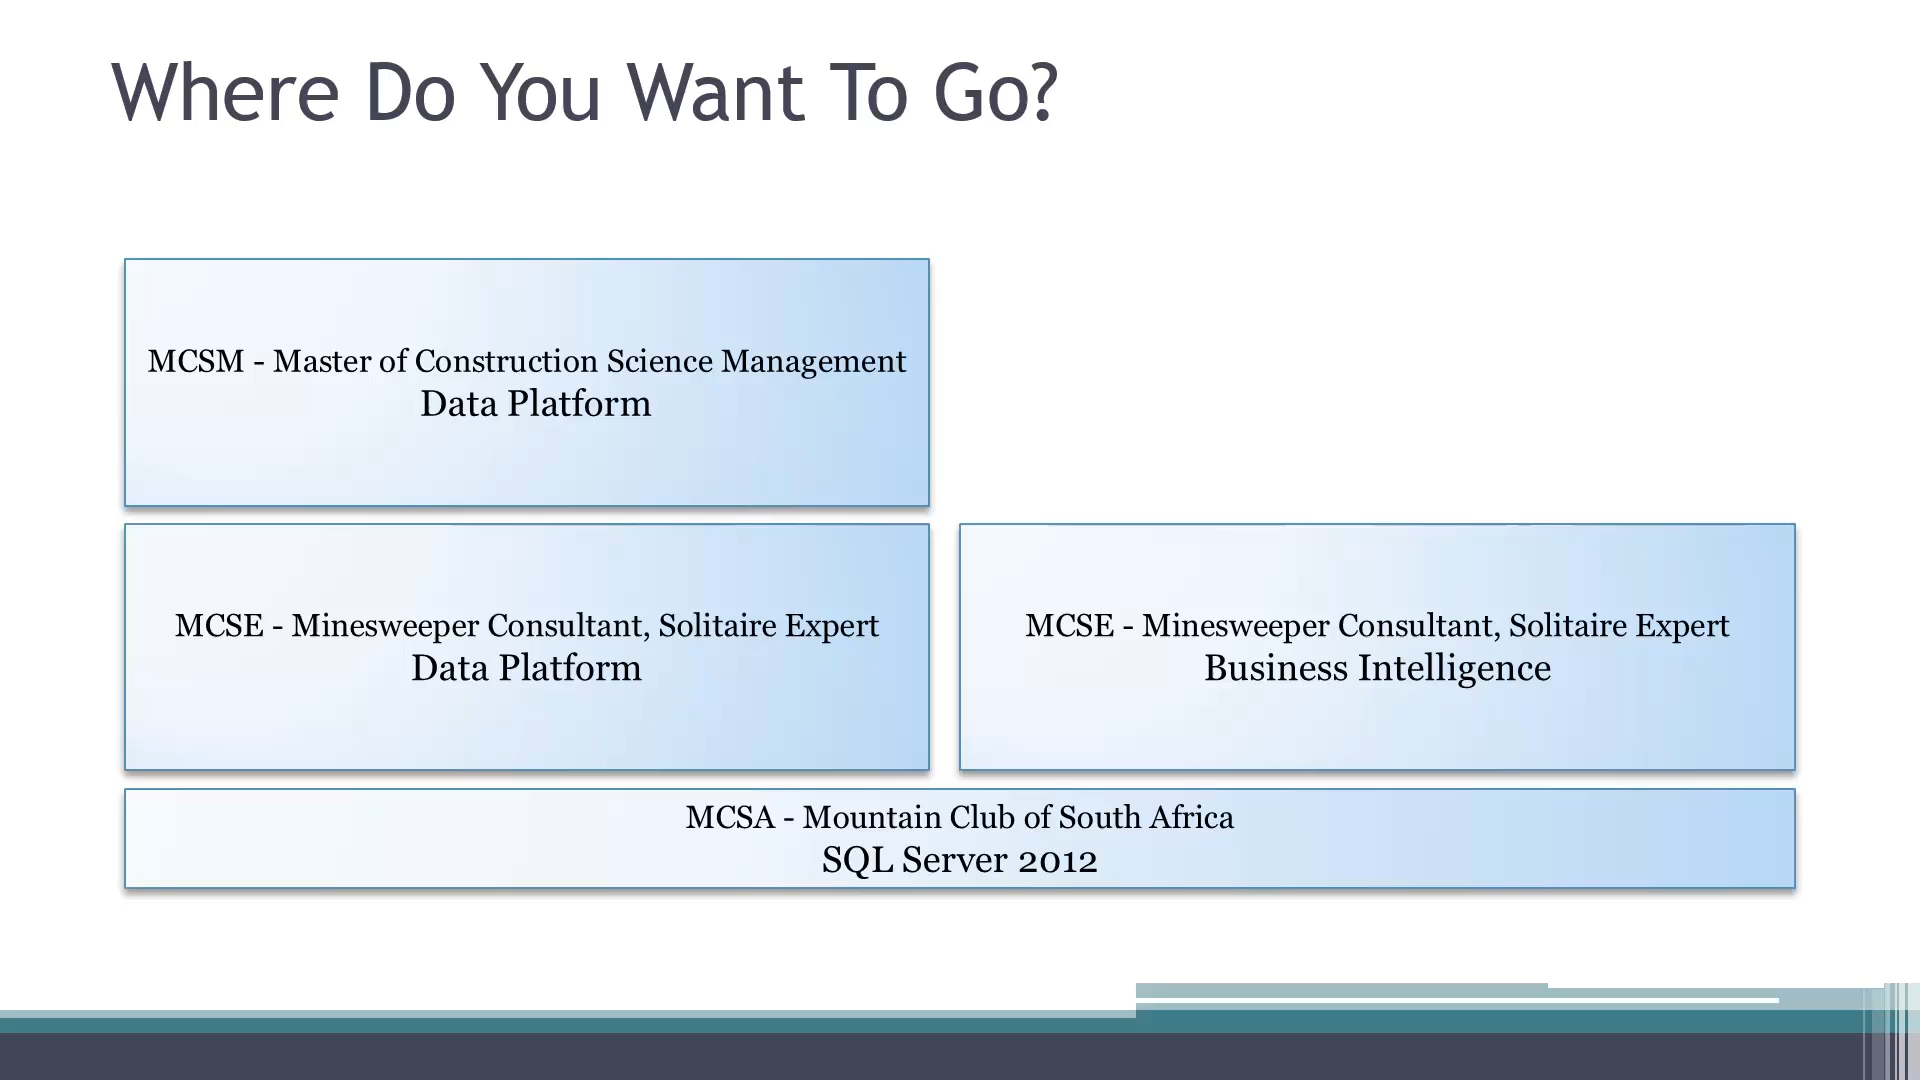 Where Do You Want To Go?
MCSM - Master of Construction Science Management
Data Platform
MCSE - Minesweeper Consultant, Solitaire Expert
Data Platform
MCSE - Minesweeper Consultant, Solitaire Expert
Business Intelligence
MCSA - Mountain Club of South Africa
SQL Server 2012